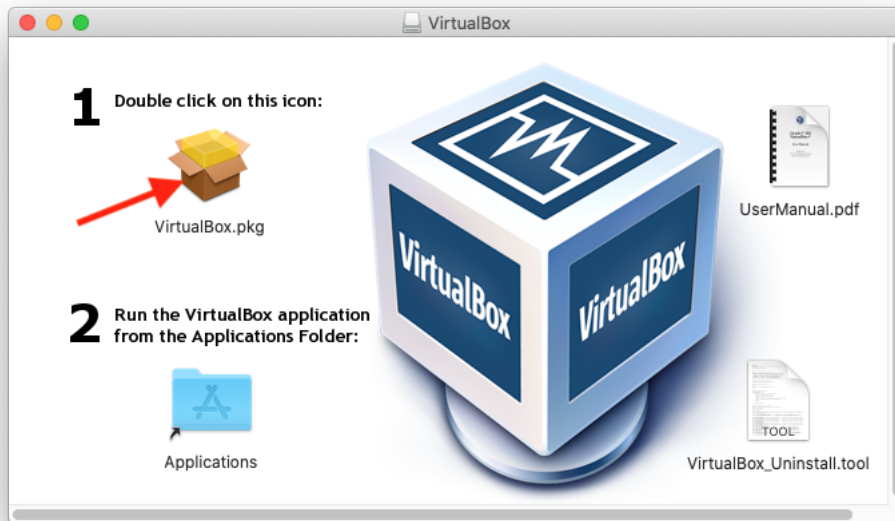 VirtualBox
1 Double click on this icon:
VirtualBox.pkg
2 Run the VirtualBox application
from the Applications Folder:
Applications
VirtualBox
VirtualBox
UserManual.pdf
TOOL
VirtualBox_Uninstall.tool